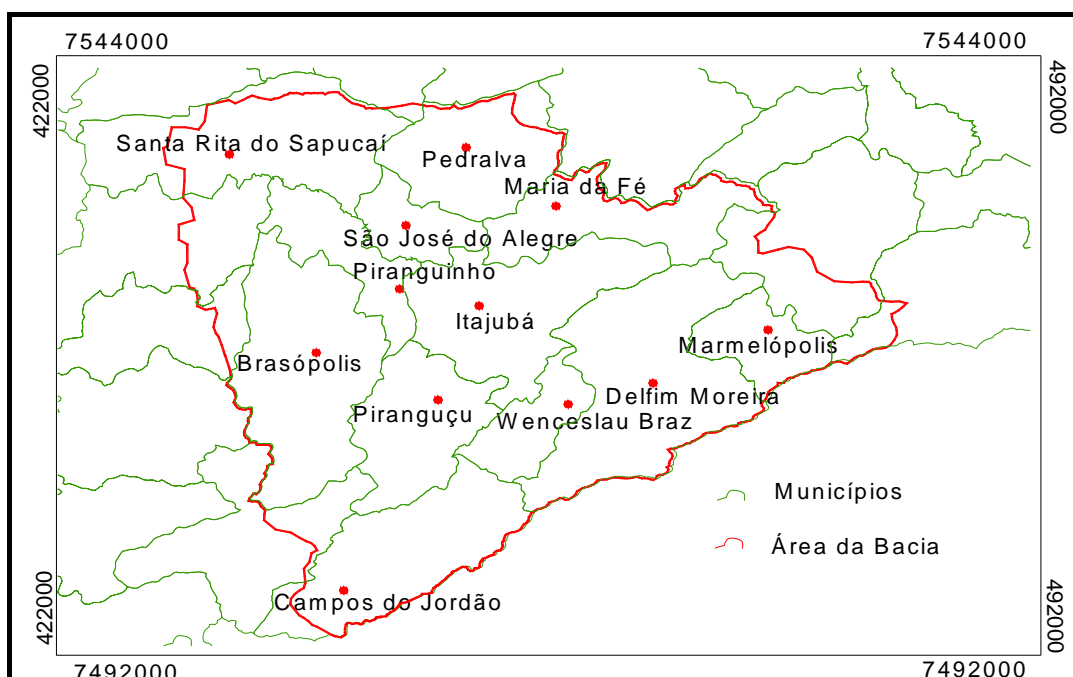 7544000
7544000
422000
492000
Santa Rita do Sapucaí
Pedralva
Maria da Fé
São José do Alegre
Piranguinho
Itajubá
Marmelópolis
Brasópolis
Delfim Moreira
Piranguçu
Wenceslau Braz
Municípios
Área da Bacia
422000
492000
Campos do Jordão
7492000
7492000